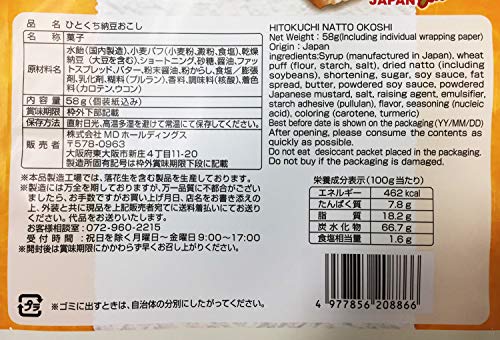 JAPAN
品名 ひとくち納豆おこし
名称 菓子
原材料名 水飴(国内製造)、小麦パフ(小麦粉、澱粉、食塩)、乾燥
納豆(大豆を含む)、ショートニング、砂糖、醤油、ファッ
トスプレッド、バター、粉末醤油、粉からし、食塩/膨張
剤、乳化剤、糊料(プルラン)、香料、調味料(核酸)、着色
料(カロテン、ウコン)
内容量 58g(個装紙込み)
賞味期限 枠外下部に記載
保存方法 直射日光、高温多湿を避けて常温にて保存してください。
販売者 株式会社MDホールディングス
〒578-0963
大阪府東大阪市新庄4丁目11-20
製造所固有記号は枠外賞味期限下部に記載
※本品製造工場では、落花生を含む製品を生産しております。
※製造には万全を期しておりますが、万一品質に不都合がありまし
たら、お手数ですがお買い上げ月日、店名をお書き添えの
上、外装と共に現品を上記販売者宛てに送料着払いにてお送り
ください。代品をお送りいたします。
お客様相談室:072-960-2215
受付時間:祝日を除く月曜日~金曜日9:00~17:00
※開封後は賞味期限にかかわらず早くお召し上がりください。
※ゴミに出すときは、自治体の分別にしたがってください。
プラ
HITOKUCHI NATTO OKOSHI
Net Weight : 58g(Including individual wrapping paper)
Origin : Japan
ingredients:Syrup (manufactured in Japan), wheat
puff (flour, starch, salt), dried natto (including
soybeans), shortening, sugar, soy sauce, fat
spread, butter, powdered soy sauce, powdered
Japanese mustard, salt, raising agent, emulsifier,
starch adhesive (pullulan), flavor, seasoning (nucleic
acid), coloring (carotene, turmeric)
Best before date is shown on the packaging (YY/MM/DD)
After opening, please consume the contents as
quickly as possible.
Do not eat desiccant packet placed in the packaging.
Do not buy if the packaging is damaged.
栄養成分表示(100g当たり)
エネルギー 462 kcal
たんぱく質 7.8 g
脂質 18.2 g
炭水化物 66.7 g
食塩相当量 1.6 g
4 977856 208866